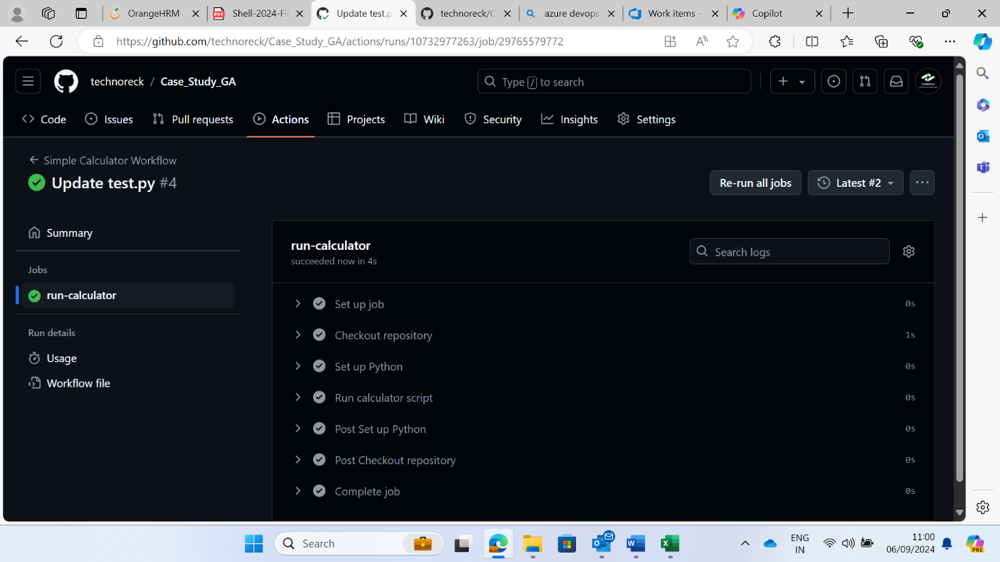 OrangeHRM
Shell-2024-Fi
Update test.p
technoreck/C
azure devops
Work items -
Copilot
https://github.com/technoreck/Case_Study_GA/actions/runs/10732977263/job/29765579772
technoreck / Case_Study_GA
Type / to search
Code
Issues
Pull requests
Actions
Projects
Wiki
Security
Insights
Settings
Simple Calculator Workflow
Update test.py #4
Re-run all jobs
Latest #2
Summary
Jobs
run-calculator
Run details
Usage
Workflow file
run-calculator
succeeded now in 4s
Search logs
Set up job 0s
Checkout repository 1s
Set up Python 0s
Run calculator script 0s
Post Set up Python 0s
Post Checkout repository 0s
Complete job 0s
Search
ENG
IN
11:00
06/09/2024
PRE